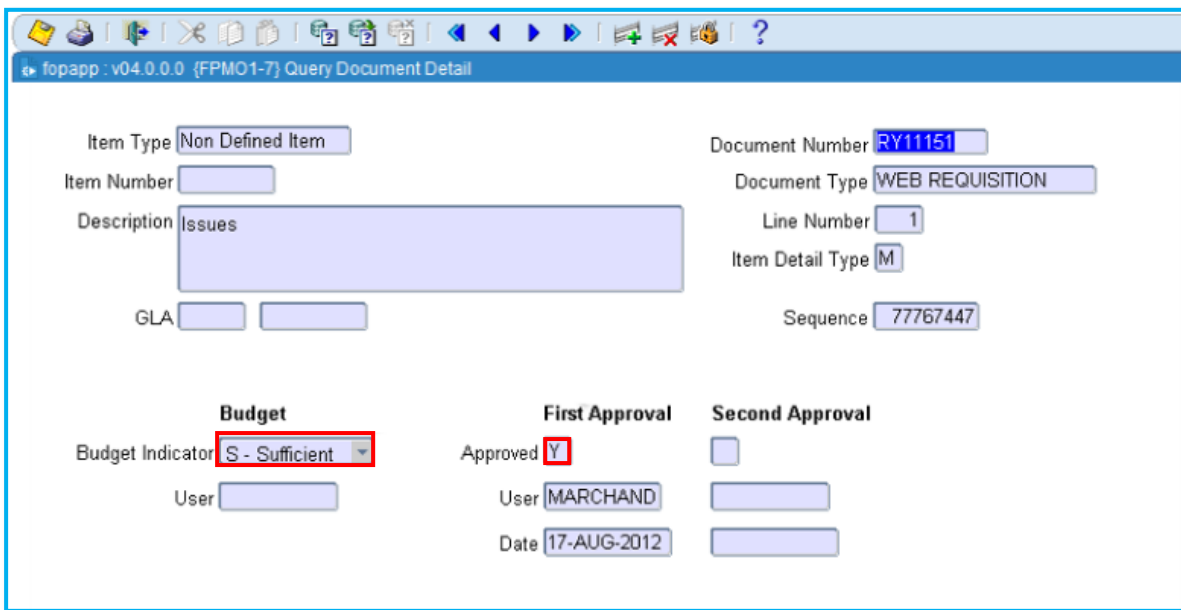 fopapp : v04.0.0.0 {FPMO1-7} Query Document Detail
Item Type Non Defined Item Document Number RY11151
Item Number Document Type WEB REQUISITION
Description Issues Line Number 1
Item Detail Type M
GLA Sequence 77767447
Budget First Approval Second Approval
Budget Indicator S - Sufficient Approved Y
User User MARCHAND
Date 17-AUG-2012